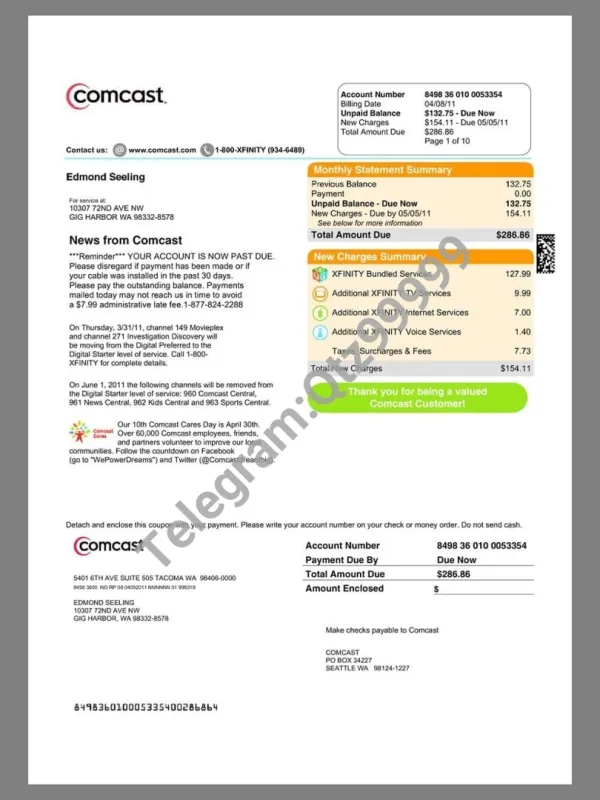 comcast.
Account Number 8498 36 010 0053354
Billing Date 04/08/11
Unpaid Balance $132.75 - Due Now
New Charges $154.11 - Due 05/05/11
Total Amount Due $286.86
Page 1 of 10
Contact us: www.comcast.com 1-800-XFINITY (934-6489)
Edmond Seeling
For service at:
10307 72ND AVE NW
GIG HARBOR WA 98332-8578
News from Comcast
***Reminder*** YOUR ACCOUNT IS NOW PAST DUE.
Please disregard if payment has been made or if
your cable was installed in the past 30 days.
Please pay the outstanding balance. Payments
mailed today may not reach us in time to avoid
a $7.99 administrative late fee.1-877-824-2288
On Thursday, 3/31/11, channel 149 Movieplex
and channel 271 Investigation Discovery will
be moving from the Digital Preferred to the
Digital Starter level of service. Call 1-800-
XFINITY for complete details.
On June 1, 2011 the following channels will be removed from
the Digital Starter level of service: 960 Comcast Central,
961 News Central, 962 Kids Central and 963 Sports Central.
Comcast
Cares
Our 10th Comcast Cares Day is April 30th.
Over 60,000 Comcast employees, friends,
and partners volunteer to improve our local
communities. Follow the countdown on Facebook
(go to "WePowerDreams") and Twitter (@Comcastdreambig).
Monthly Statement Summary
Previous Balance 132.75
Payment 0.00
Unpaid Balance - Due Now 132.75
New Charges - Due by 05/05/11 154.11
See below for more information
Total Amount Due $286.86
New Charges Summary
XFINITY Bundled Services 127.99
Additional XFINITY TV Services 9.99
Additional XFINITY Internet Services 7.00
Additional XFINITY Voice Services 1.40
Taxes, Surcharges & Fees 7.73
Total New Charges $154.11
Thank you for being a valued
Comcast Customer!
Telegram:Qtz99999
Detach and enclose this coupon with your payment. Please write your account number on your check or money order. Do not send cash.
comcast
5401 6TH AVE SUITE 505 TACOMA WA 98406-0000
EDMOND SEELING
10307 72ND AVE NW
GIG HARBOR, WA 98332-8578
Account Number 8498 36 010 0053354
Payment Due By Due Now
Total Amount Due $286.86
Amount Enclosed $
Make checks payable to Comcast
COMCAST
PO BOX 34227
SEATTLE WA 98124-1227
849836010005335400286864